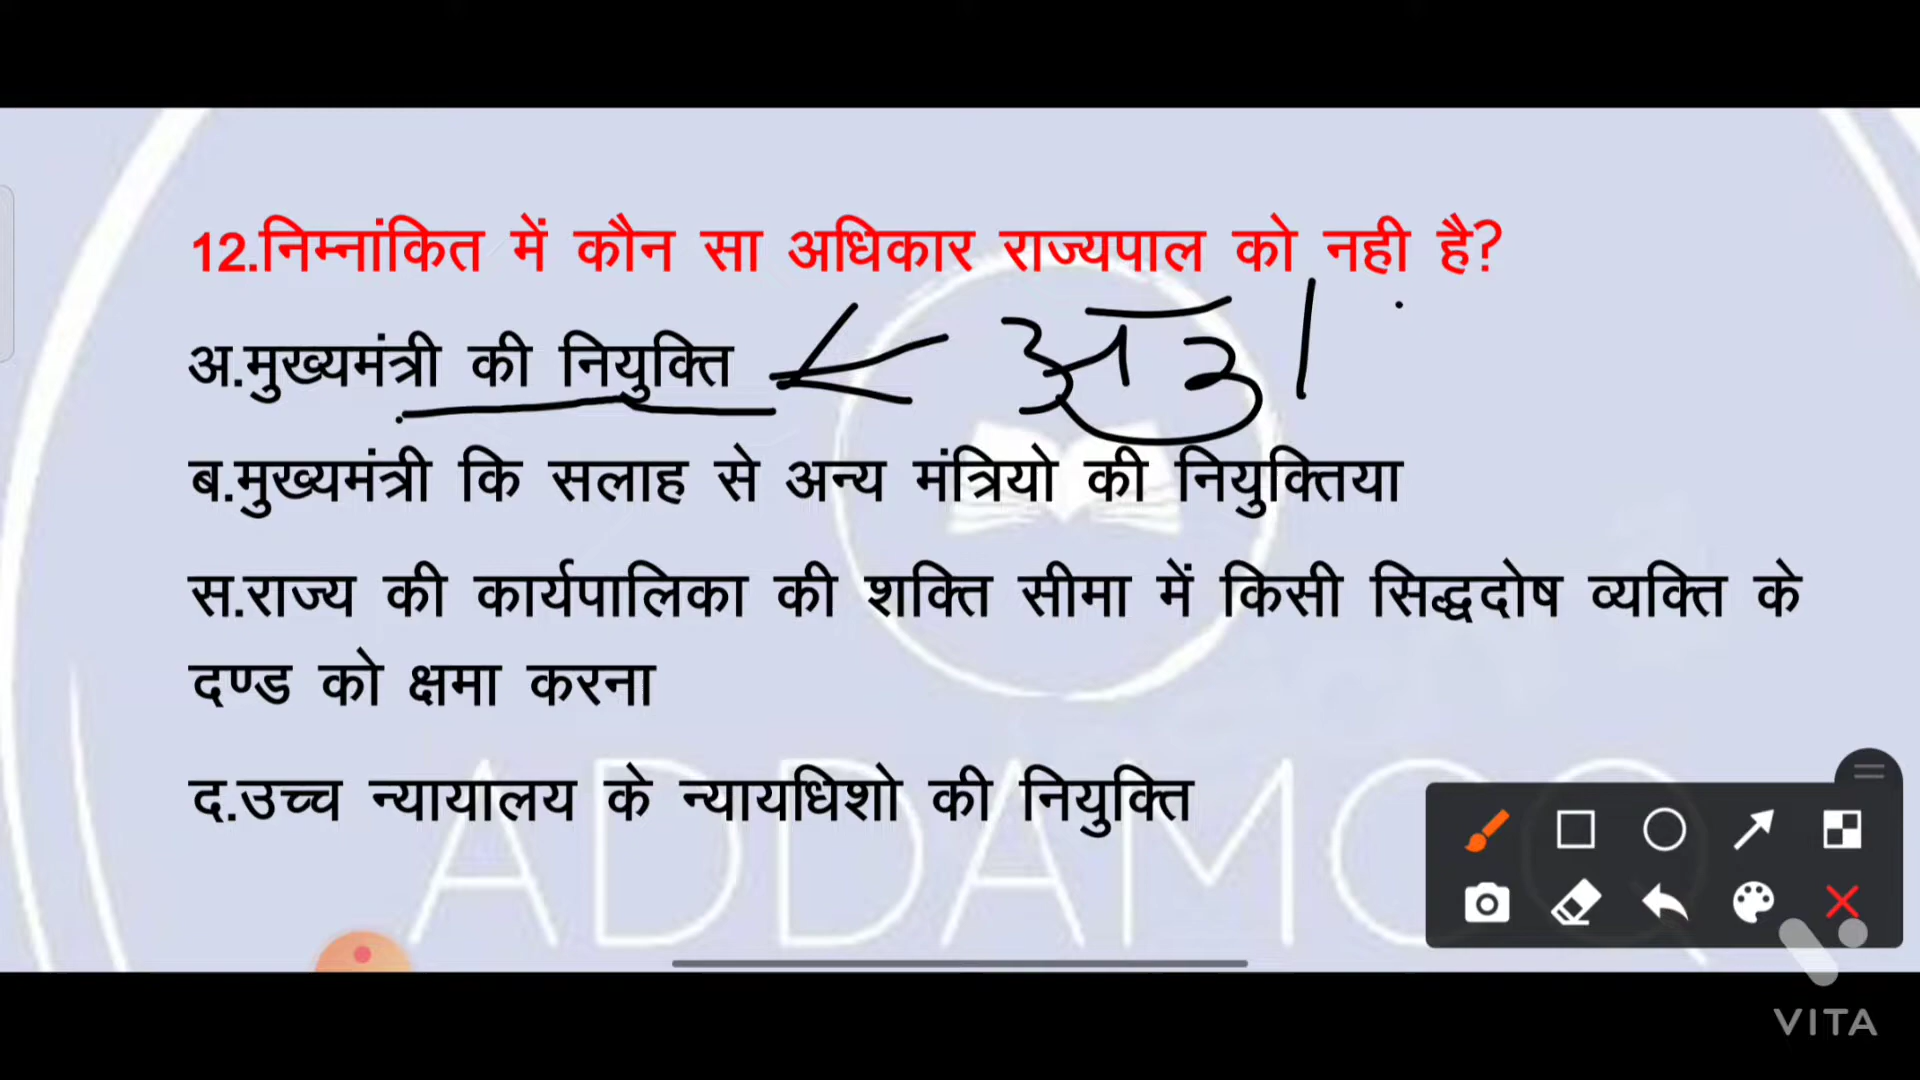 12.निम्नांकित में कौन सा अधिकार राज्यपाल को नही है?
अ.मुख्यमंत्री की नियुक्ति
ब.मुख्यमंत्री कि सलाह से अन्य मंत्रियो की नियुक्तिया
स.राज्य की कार्यपालिका की शक्ति सीमा में किसी सिद्धदोष व्यक्ति के
दण्ड को क्षमा करना
द.उच्च न्यायालय के न्यायधिशो की नियुक्ति
ADDAMCQ
VITA